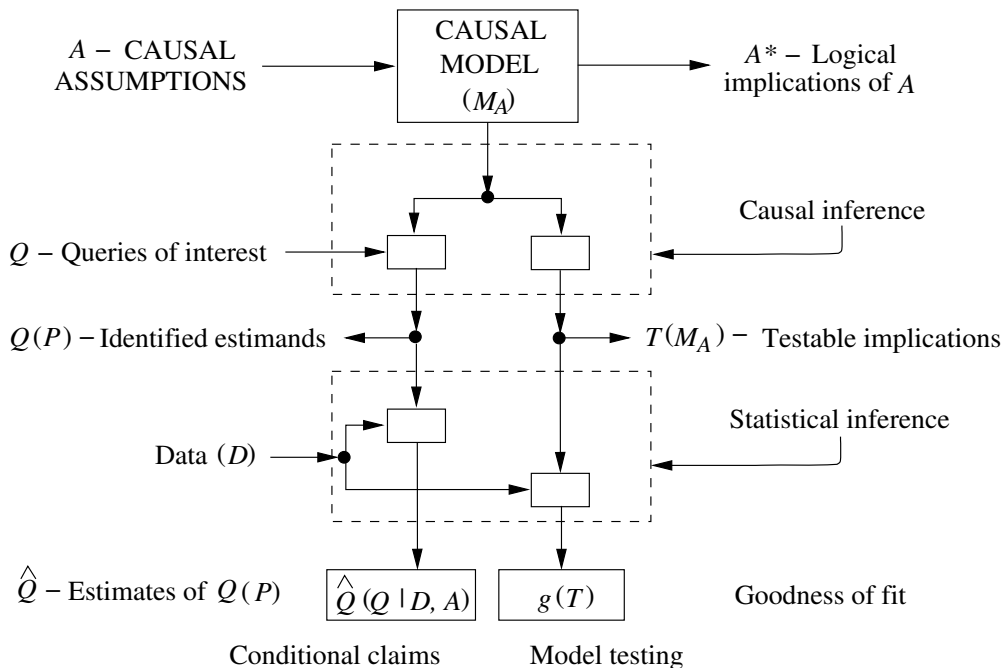 A – CAUSAL
ASSUMPTIONS
CAUSAL
MODEL
(M_A)
A* – Logical
implications of A
Causal inference
Q – Queries of interest
Q(P) – Identified estimands
T(M_A) – Testable implications
Statistical inference
Data (D)
Q̂ – Estimates of Q(P)
Q̂(Q | D, A)
g(T)
Goodness of fit
Conditional claims
Model testing